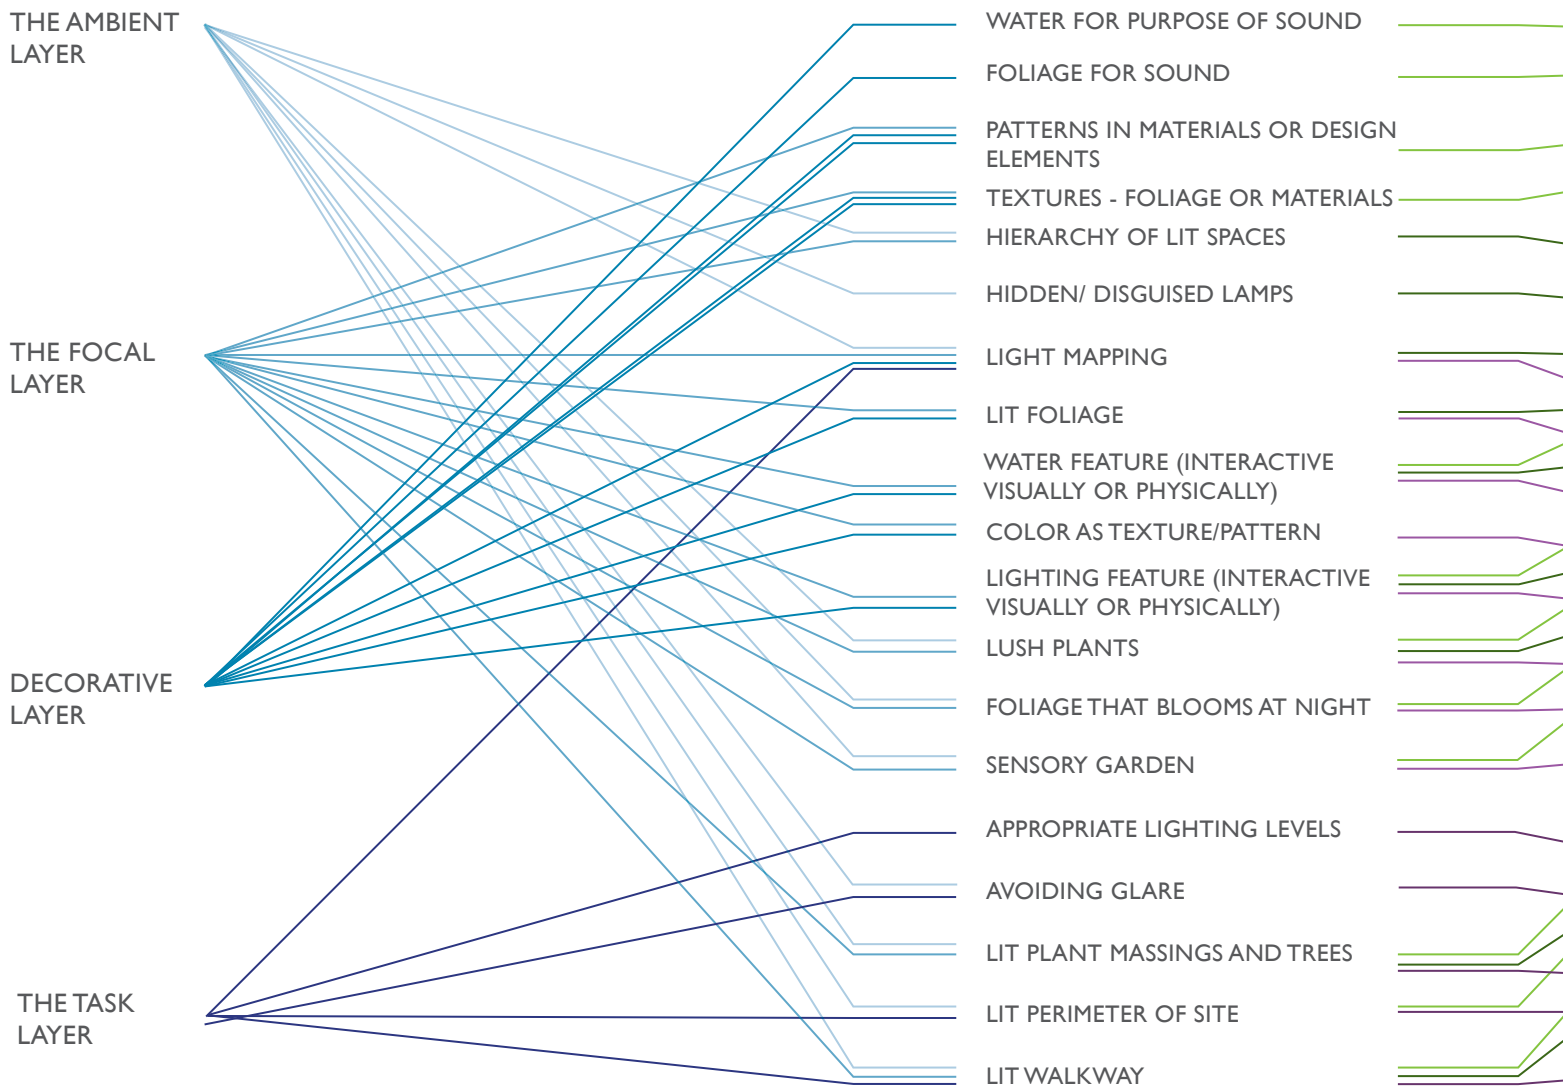 THE AMBIENT
LAYER
THE FOCAL
LAYER
DECORATIVE
LAYER
THE TASK
LAYER
WATER FOR PURPOSE OF SOUND
FOLIAGE FOR SOUND
PATTERNS IN MATERIALS OR DESIGN
ELEMENTS
TEXTURES - FOLIAGE OR MATERIALS
HIERARCHY OF LIT SPACES
HIDDEN/ DISGUISED LAMPS
LIGHT MAPPING
LIT FOLIAGE
WATER FEATURE (INTERACTIVE
VISUALLY OR PHYSICALLY)
COLOR AS TEXTURE/PATTERN
LIGHTING FEATURE (INTERACTIVE
VISUALLY OR PHYSICALLY)
LUSH PLANTS
FOLIAGE THAT BLOOMS AT NIGHT
SENSORY GARDEN
APPROPRIATE LIGHTING LEVELS
AVOIDING GLARE
LIT PLANT MASSINGS AND TREES
LIT PERIMETER OF SITE
LIT WALKWAY